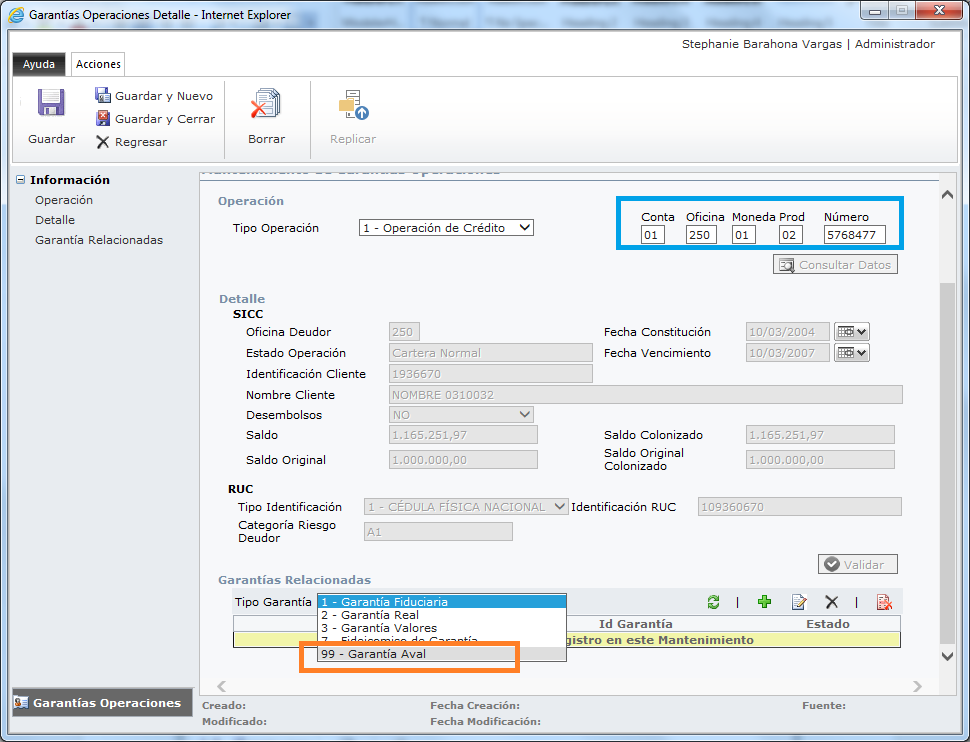 Garantías Operaciones Detalle - Internet Explorer
Stephanie Barahona Vargas | Administrador
Ayuda Acciones
Guardar y Nuevo
Guardar y Cerrar
Guardar Regresar Borrar Replicar
Información
Operación
Detalle
Garantía Relacionadas
Mantenimiento de Garantías Operaciones
Operación
Conta Oficina Moneda Prod Número
Tipo Operación 1 - Operación de Crédito 01 250 01 02 5768477
Consultar Datos
Detalle
SICC
Oficina Deudor 250 Fecha Constitución 10/03/2004
Estado Operación Cartera Normal Fecha Vencimiento 10/03/2007
Identificación Cliente 1936670
Nombre Cliente NOMBRE 0310032
Desembolsos NO
Saldo 1.165.251,97 Saldo Colonizado 1.165.251,97
Saldo Original 1.000.000,00 Saldo Original
Colonizado 1.000.000,00
RUC
Tipo Identificación 1 - CÉDULA FÍSICA NACIONAL Identificación RUC 109360670
Categoría Riesgo
Deudor A1
Validar
Garantías Relacionadas
Tipo Garantía 1 - Garantía Fiduciaria
2 - Garantía Real
3 - Garantía Valores Id Garantía Estado
7 - Fideicomiso de Garantía egistro en este Mantenimiento
99 - Garantía Aval
Garantías Operaciones
Creado: Fecha Creación: Fuente:
Modificado: Fecha Modificación: